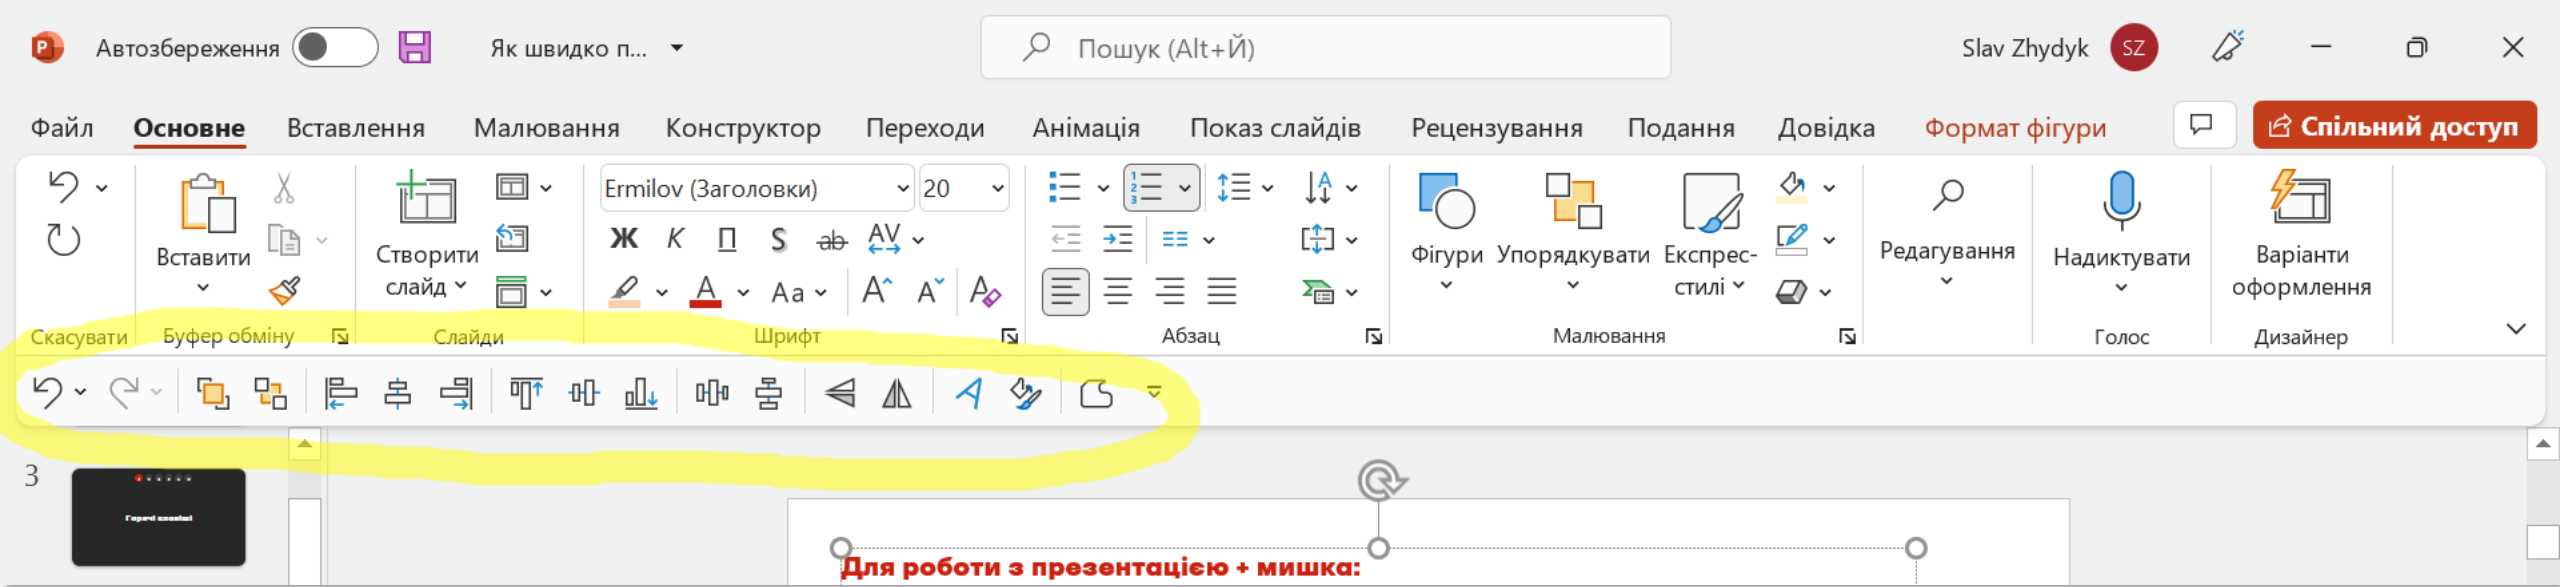 Автозбереження
Як швидко п...
Пошук (Alt+Й)
Slav Zhydyk
SZ
Файл Основне Вставлення Малювання Конструктор Переходи Анімація Показ слайдів Рецензування Подання Довідка Формат фігури Спільний доступ
Ermilov (Заголовки) 20
Ж К П S ab AV
Вставити
Створити слайд
Aa
Фігури Упорядкувати Експрес-стилі
Редагування
Надиктувати
Варіанти оформлення
Скасувати Буфер обміну Слайди Шрифт Абзац Малювання Голос Дизайнер
3
Гарячі клавіші
Для роботи з презентацією + мишка: